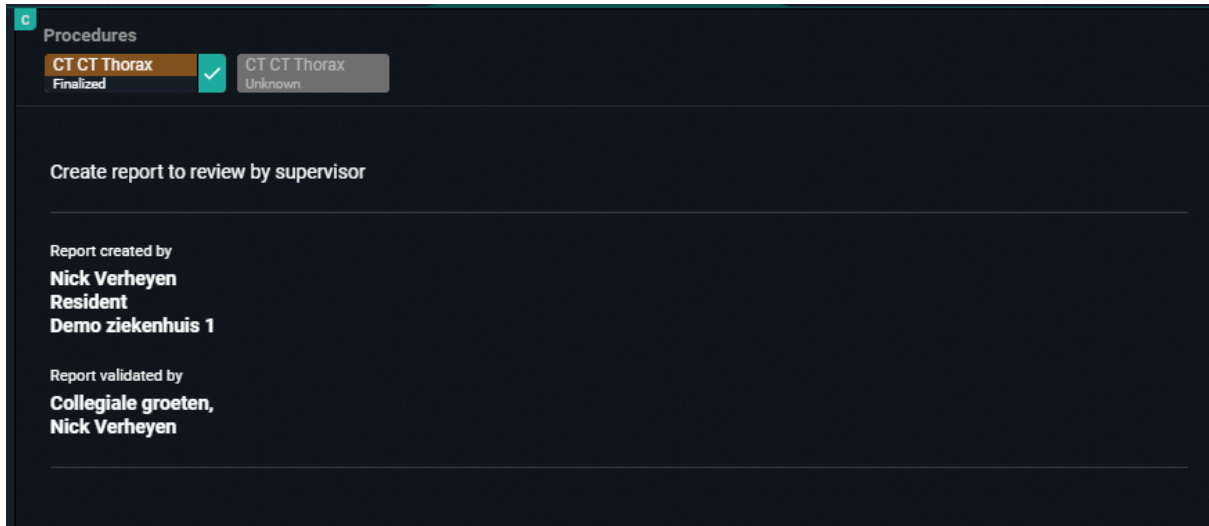 C
Procedures
CT CT Thorax
Finalized
CT CT Thorax
Unknown
Create report to review by supervisor
Report created by
Nick Verheyen
Resident
Demo ziekenhuis 1
Report validated by
Collegiale groeten,
Nick Verheyen